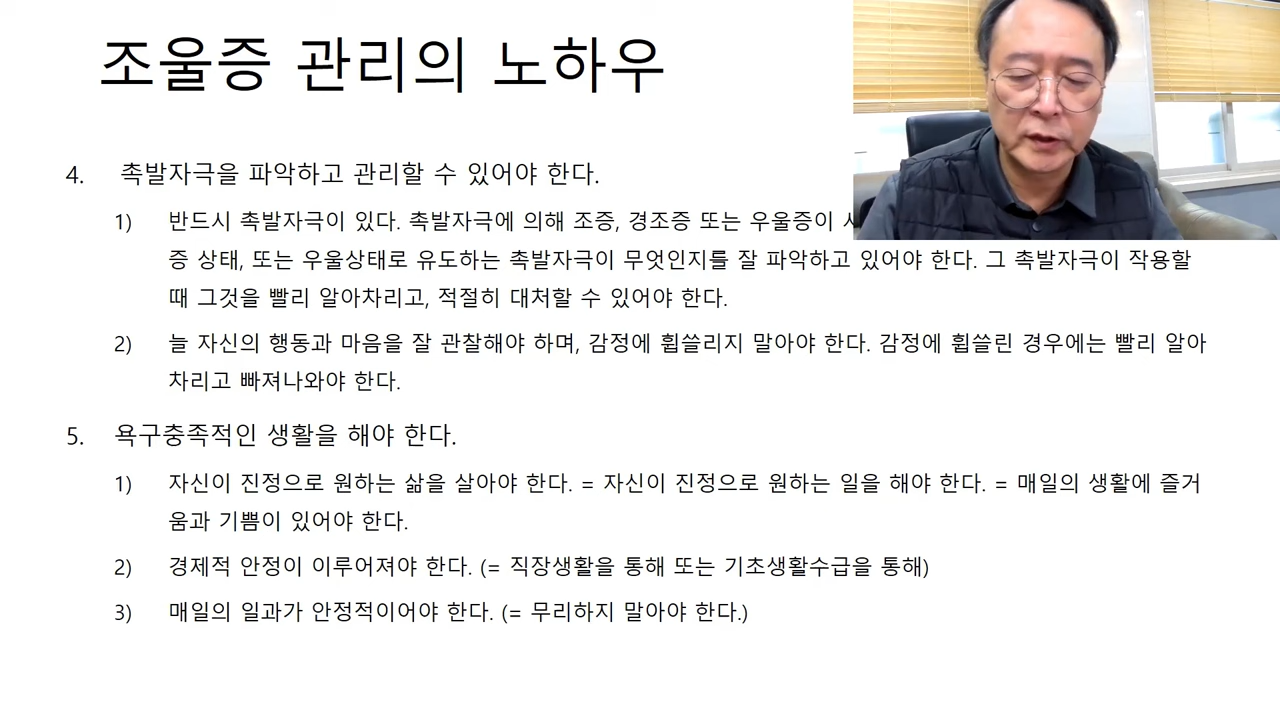 조울증 관리의 노하우
4. 촉발자극을 파악하고 관리할 수 있어야 한다.
1) 반드시 촉발자극이 있다. 촉발자극에 의해 조증, 경조증 또는 우울증이
증 상태, 또는 우울상태로 유도하는 촉발자극이 무엇인지를 잘 파악하고 있어야 한다. 그 촉발자극이 작용할
때 그것을 빨리 알아차리고, 적절히 대처할 수 있어야 한다.
2) 늘 자신의 행동과 마음을 잘 관찰해야 하며, 감정에 휩쓸리지 말아야 한다. 감정에 휩쓸린 경우에는 빨리 알아
차리고 빠져나와야 한다.
5. 욕구충족적인 생활을 해야 한다.
1) 자신이 진정으로 원하는 삶을 살아야 한다. = 자신이 진정으로 원하는 일을 해야 한다. = 매일의 생활에 즐거
움과 기쁨이 있어야 한다.
2) 경제적 안정이 이루어져야 한다. (= 직장생활을 통해 또는 기초생활수급을 통해)
3) 매일의 일과가 안정적이어야 한다. (= 무리하지 말아야 한다.)